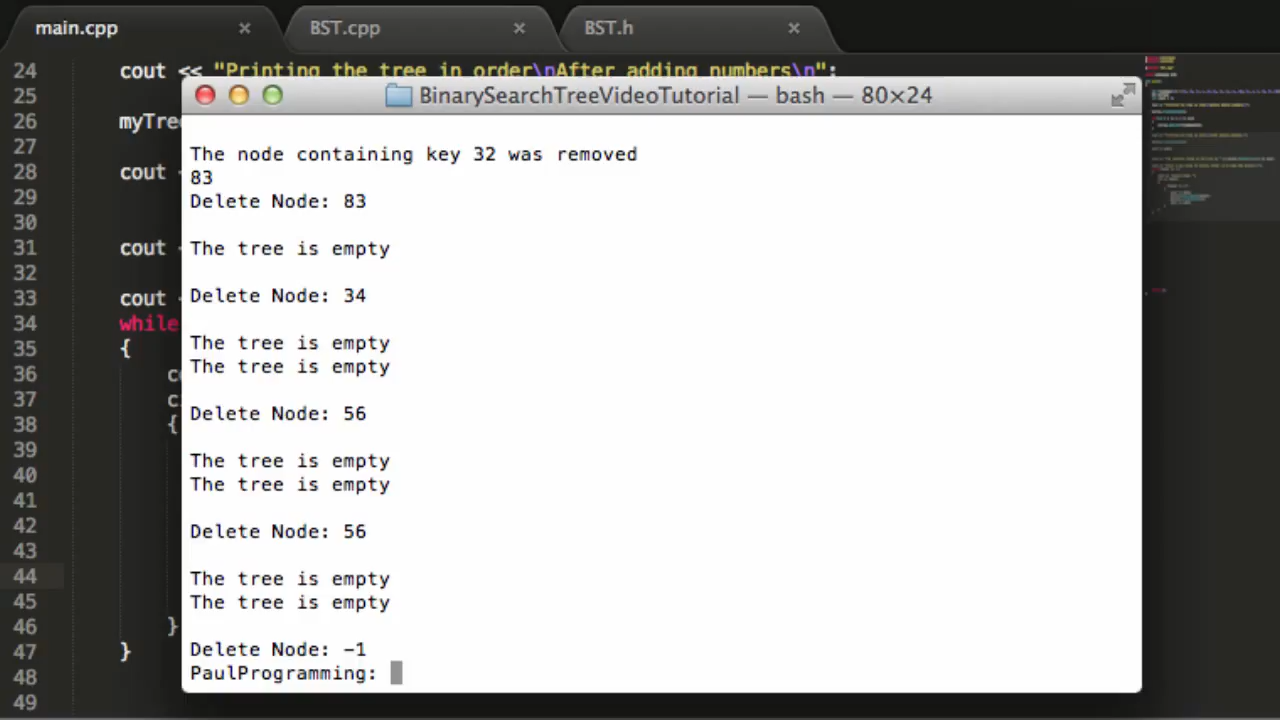 main.cpp × BST.cpp × BST.h ×
24 cout << "Printing the tree in order\nAfter adding numbers\n";
BinarySearchTreeVideoTutorial — bash — 80×24
25
26 myTre
27
28 cout
29
30
31 cout
32
33 cout
34 while
35 {
36
37
38 {
39
40
41
42
43
44
45
46 }
47 }
48
49
The node containing key 32 was removed
83
Delete Node: 83
The tree is empty
Delete Node: 34
The tree is empty
The tree is empty
Delete Node: 56
The tree is empty
The tree is empty
Delete Node: 56
The tree is empty
The tree is empty
Delete Node: -1
PaulProgramming: